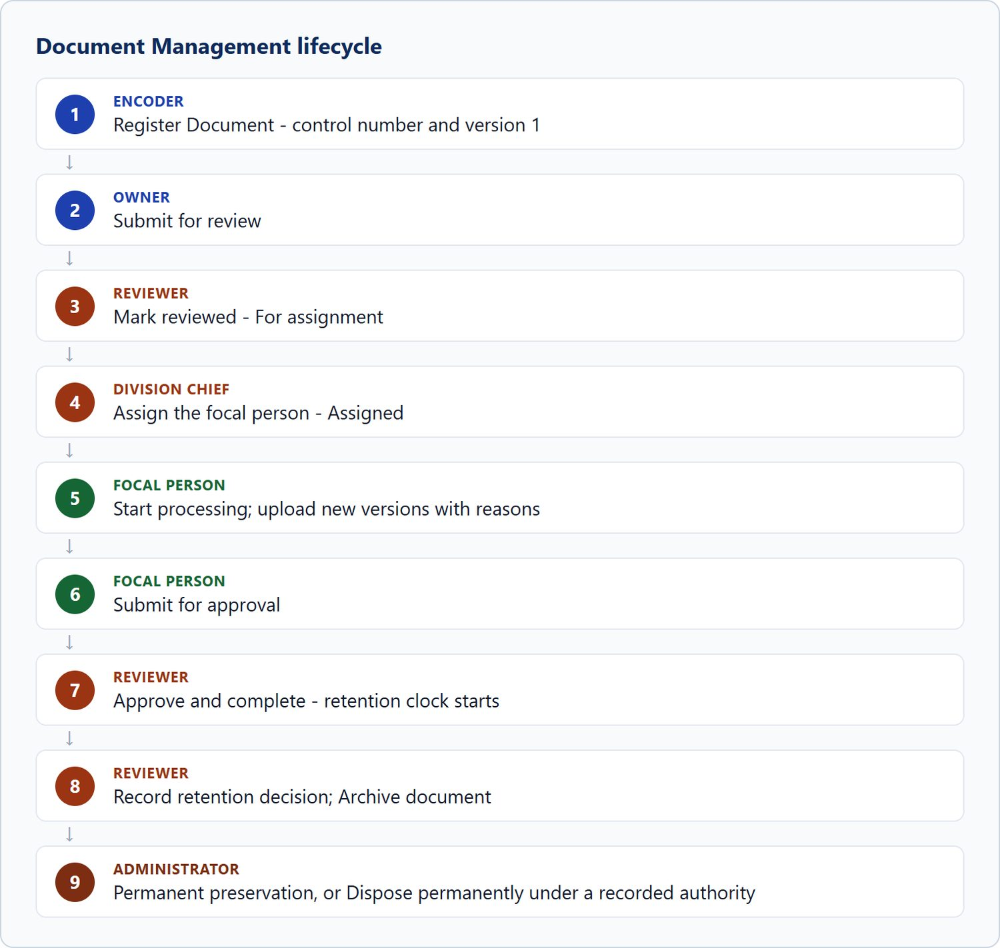 Document Management lifecycle
1
ENCODER
Register Document - control number and version 1
↓
2
OWNER
Submit for review
↓
3
REVIEWER
Mark reviewed - For assignment
↓
4
DIVISION CHIEF
Assign the focal person - Assigned
↓
5
FOCAL PERSON
Start processing; upload new versions with reasons
↓
6
FOCAL PERSON
Submit for approval
↓
7
REVIEWER
Approve and complete - retention clock starts
↓
8
REVIEWER
Record retention decision; Archive document
↓
9
ADMINISTRATOR
Permanent preservation, or Dispose permanently under a recorded authority